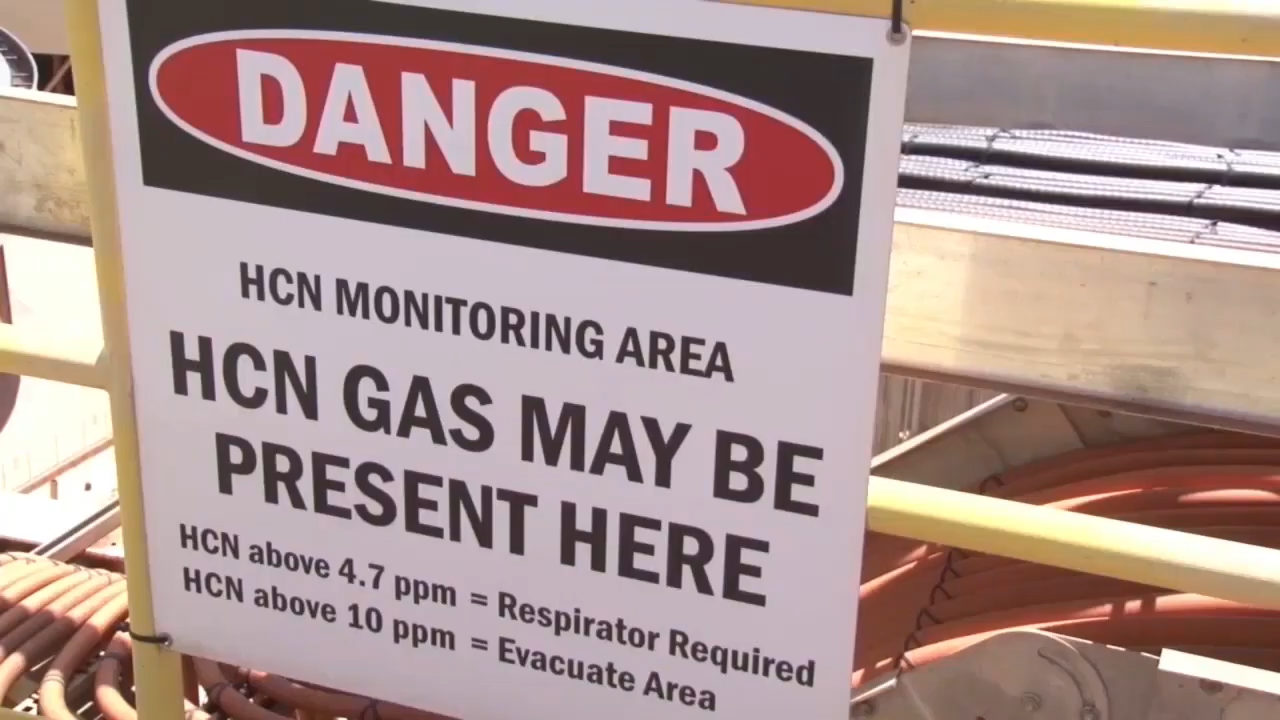 DANGER
HCN MONITORING AREA
HCN GAS MAY BE
PRESENT HERE
HCN above 4.7 ppm = Respirator Required
HCN above 10 ppm = Evacuate Area